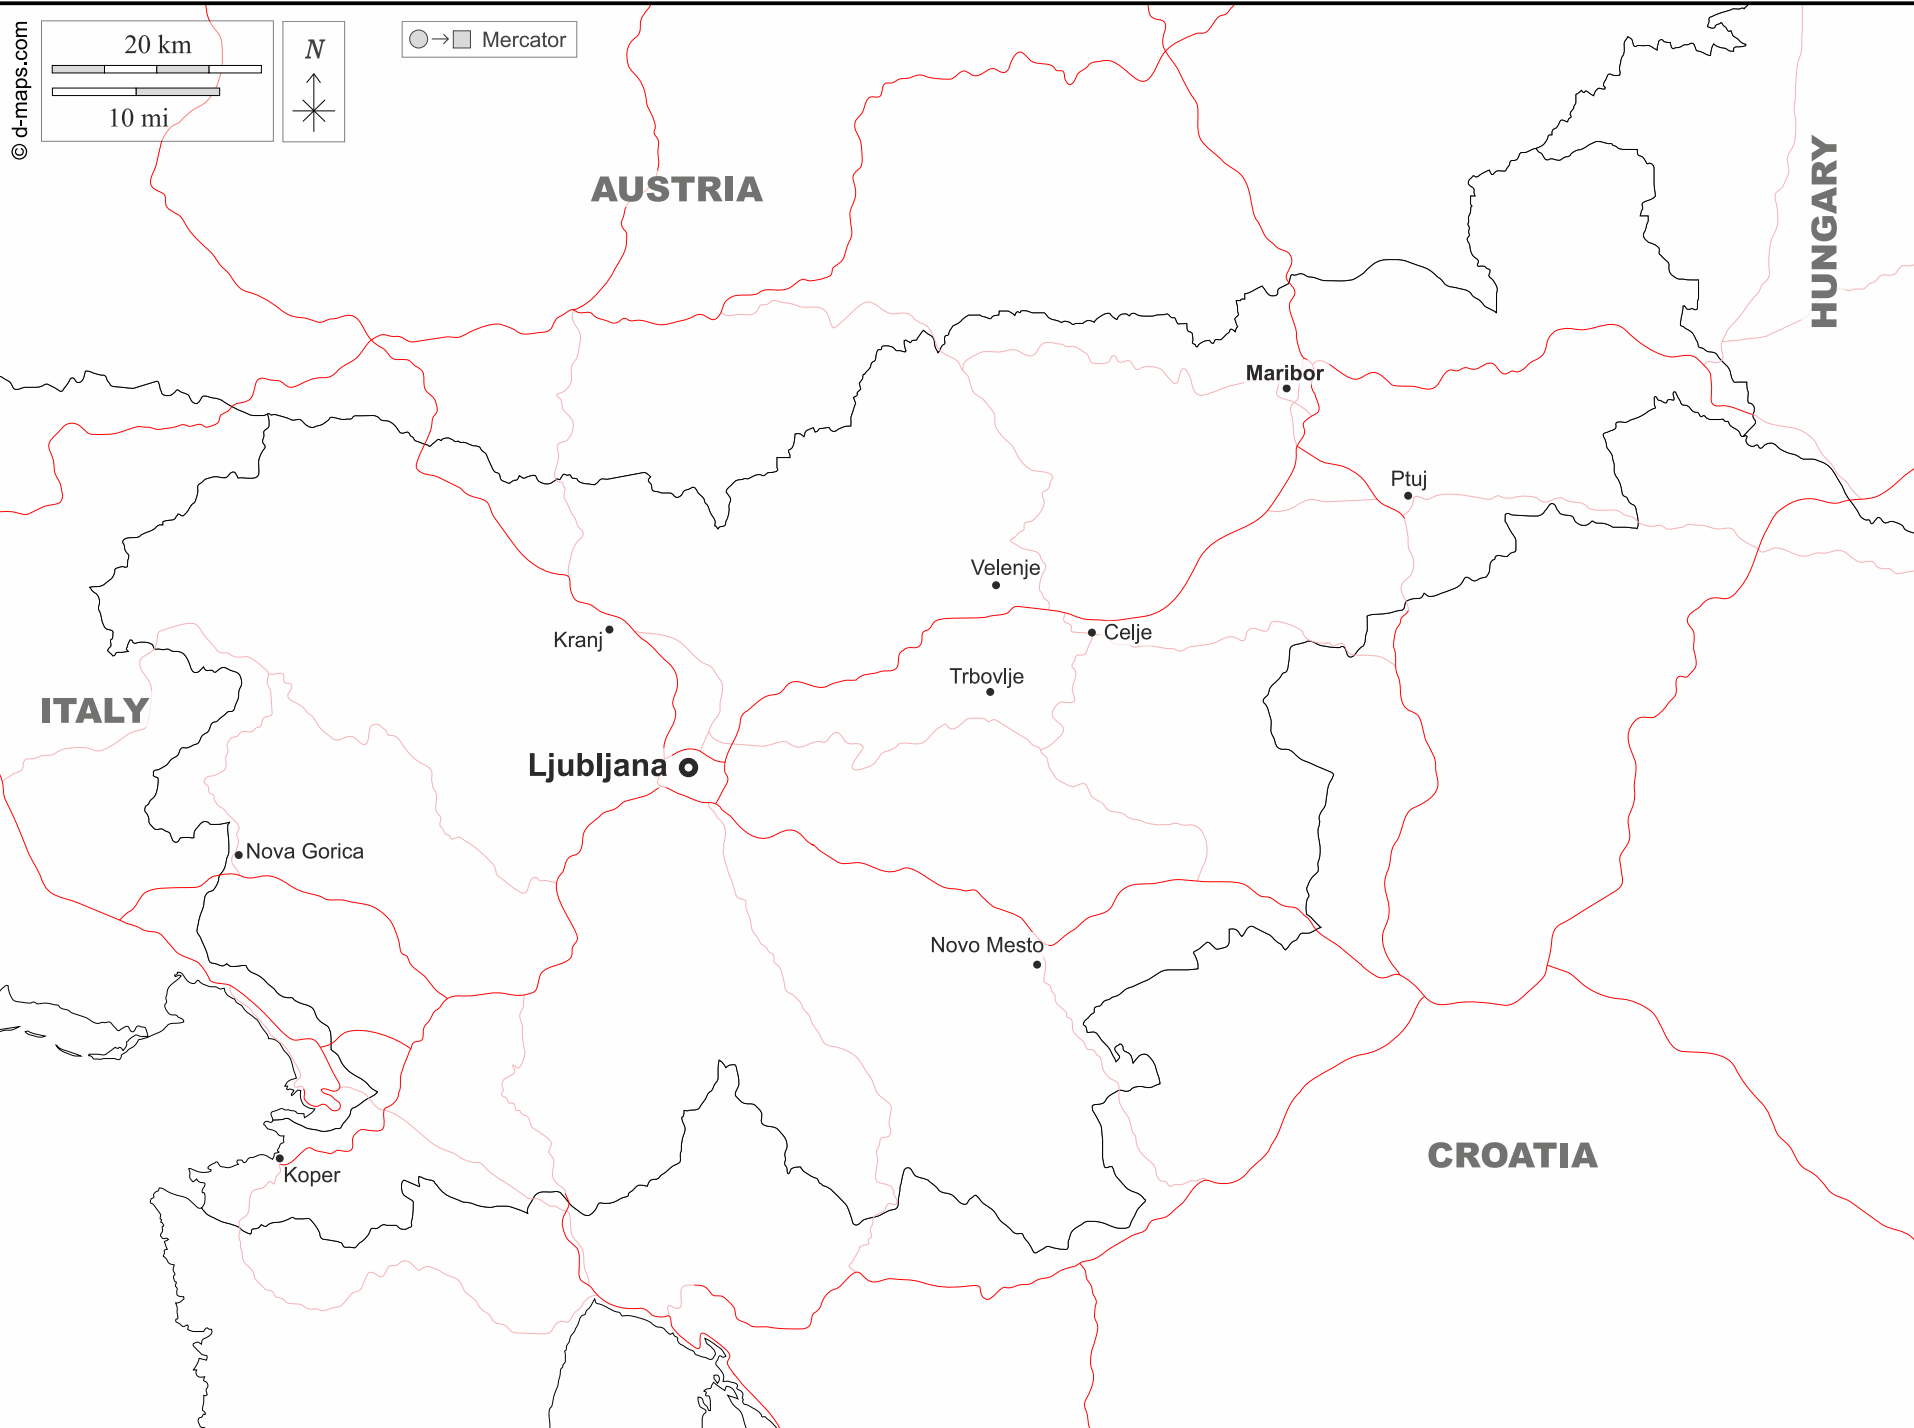 © d-maps.com
20 km
10 mi
N
Mercator
AUSTRIA
HUNGARY
Maribor
Ptuj
Velenje
Kranj
Celje
Trbovlje
ITALY
Ljubljana
Nova Gorica
Novo Mesto
CROATIA
Koper